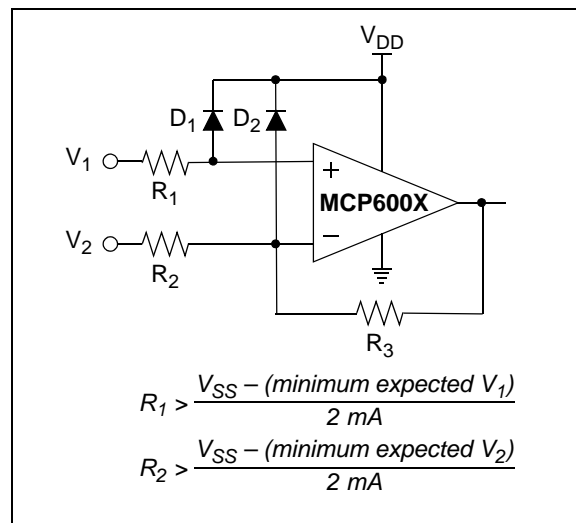 V_DD
D_1 D_2
V_1
R_1
+
MCP600X
V_2
R_2
–
R_3
R_1 > V_SS – (minimum expected V_1)
2 mA
R_2 > V_SS – (minimum expected V_2)
2 mA